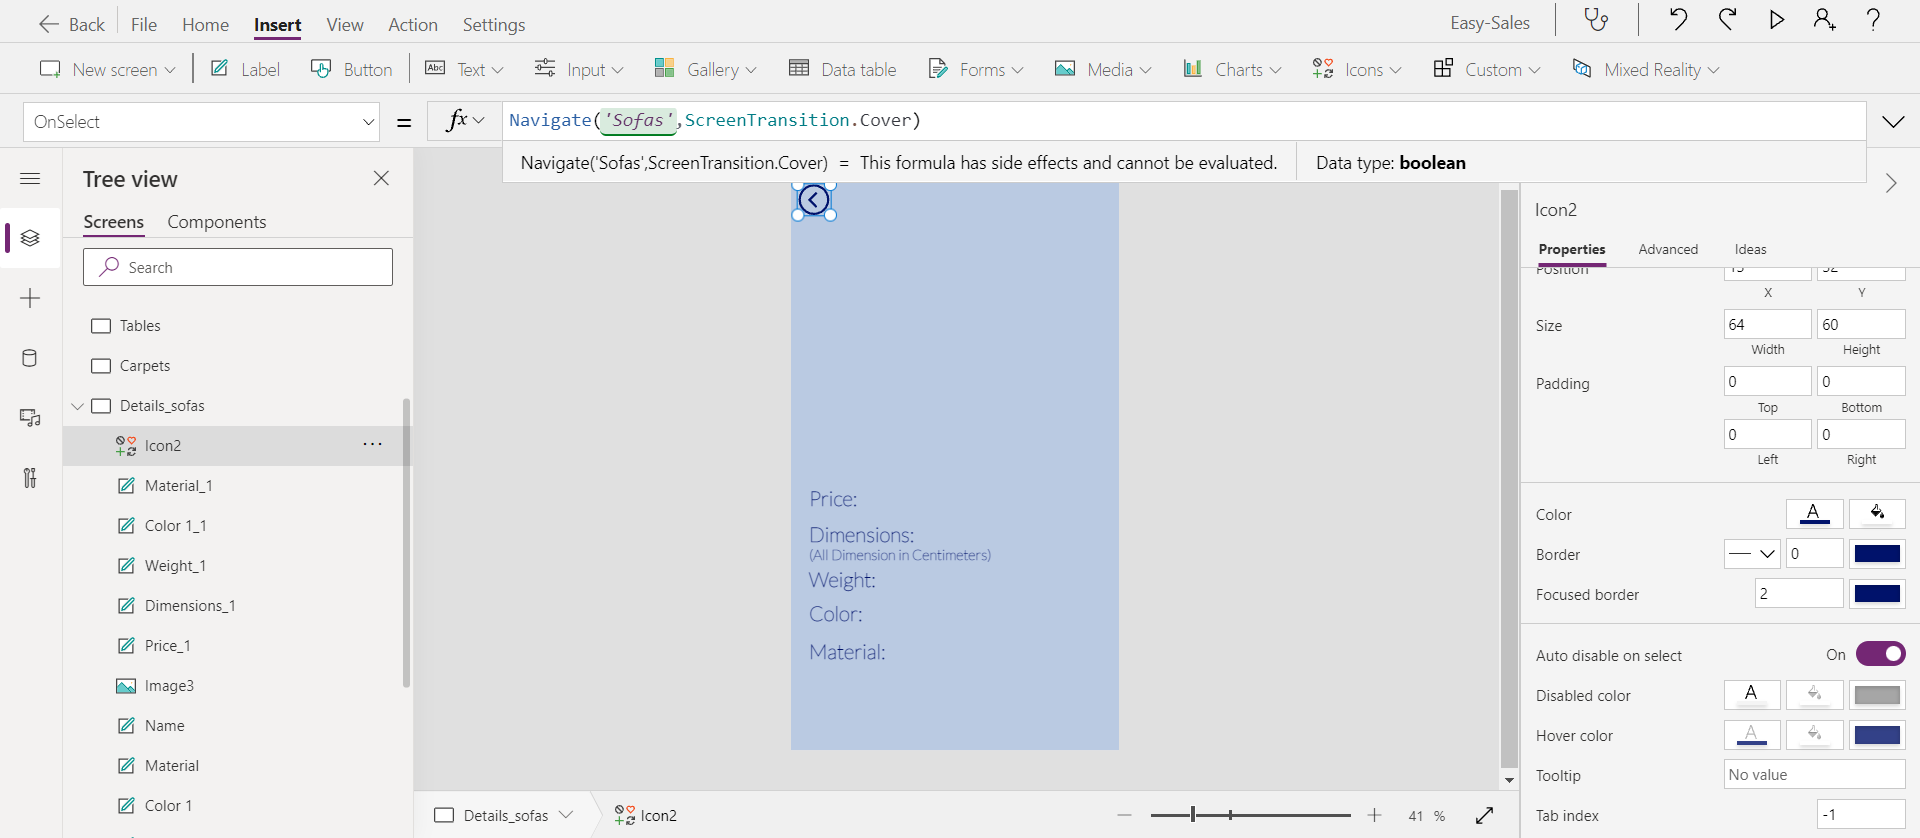 Back File Home Insert View Action Settings Easy-Sales
New screen Label Button Abc Text Input Gallery Data table Forms Media Charts Icons Custom Mixed Reality
OnSelect = fx Navigate('Sofas',ScreenTransition.Cover)
Navigate('Sofas',ScreenTransition.Cover) = This formula has side effects and cannot be evaluated. Data type: boolean
Tree view
Screens Components
Search
Tables
Carpets
Details_sofas
Icon2 ...
Material_1
Color 1_1
Weight_1
Dimensions_1
Price_1
Image3
Name
Material
Color 1
Price:
Dimensions:
(All Dimension in Centimeters)
Weight:
Color:
Material:
Details_sofas Icon2 41 %
Icon2
Properties Advanced Ideas
Position
X Y
Size 64 60
Width Height
Padding 0 0
Top Bottom
0 0
Left Right
Color A
Border 0
Focused border 2
Auto disable on select On
Disabled color A
Hover color A
Tooltip No value
Tab index -1